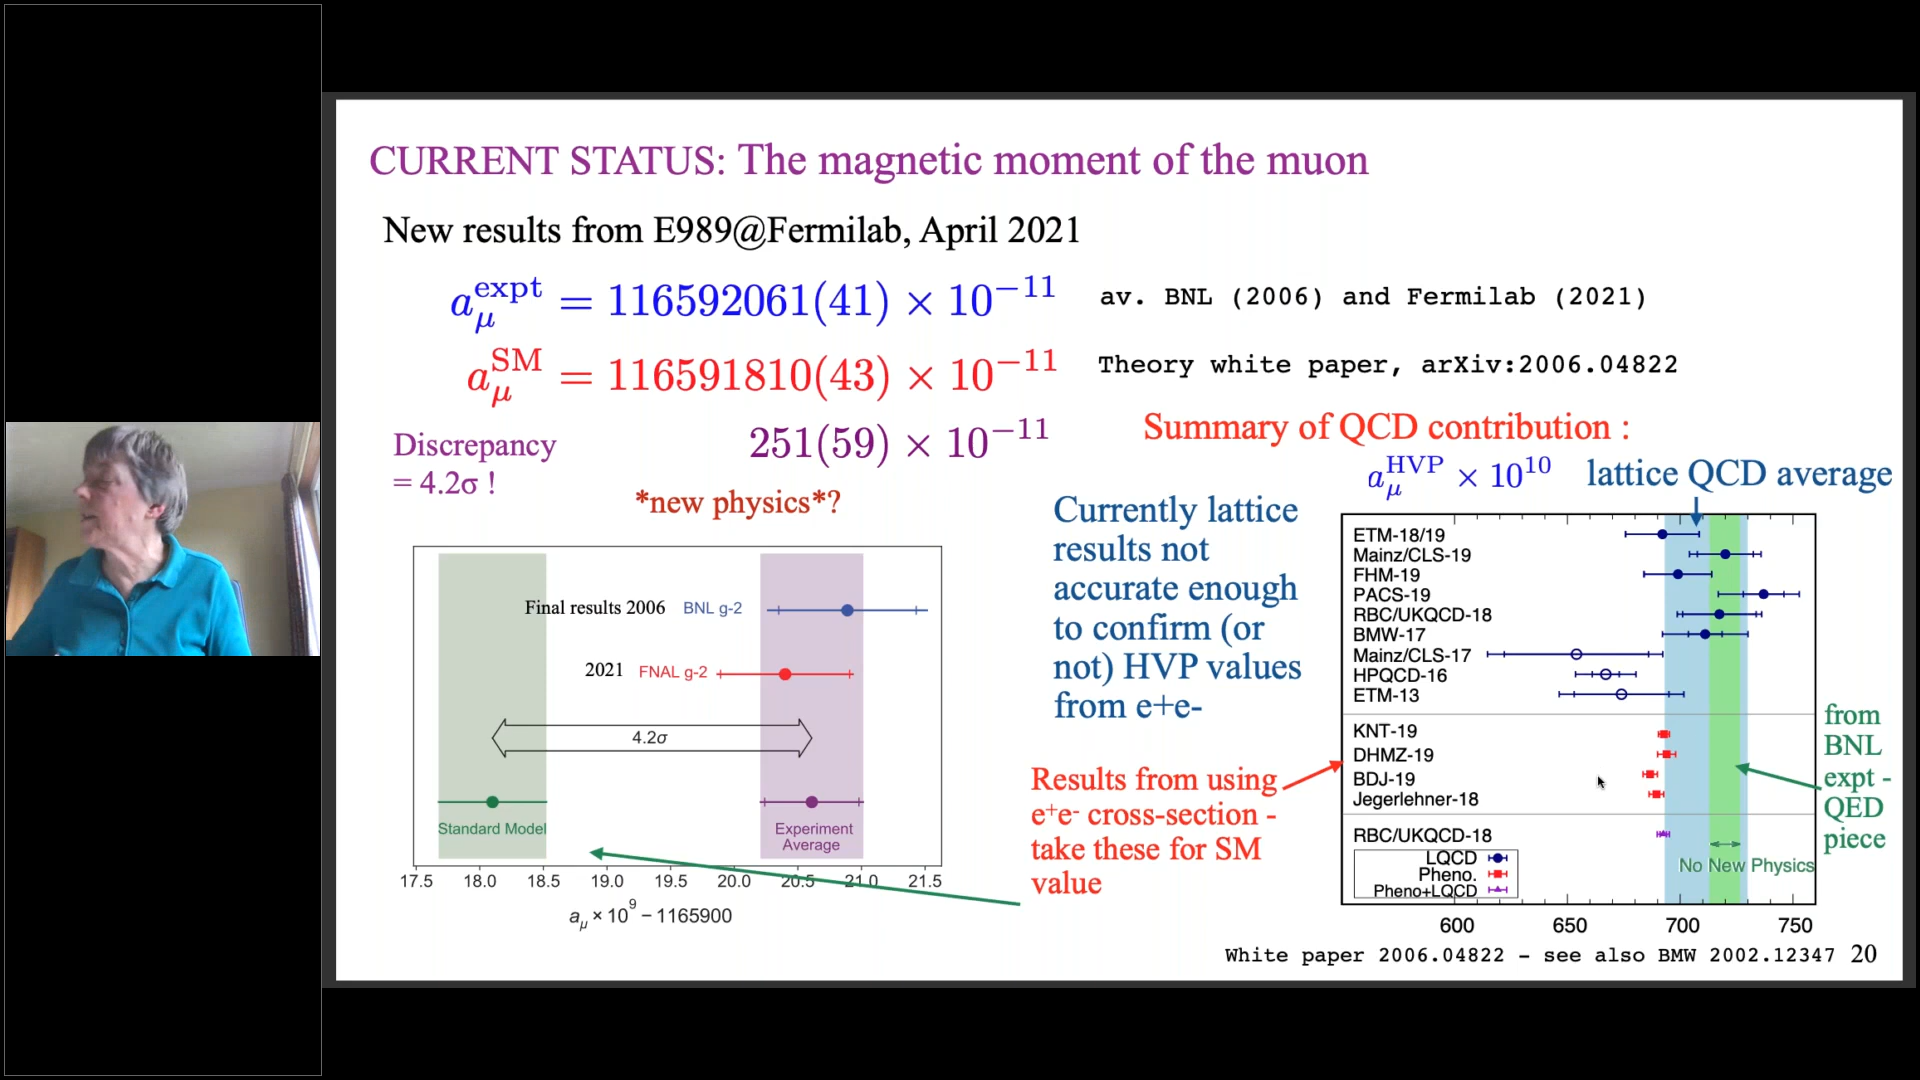 CURRENT STATUS: The magnetic moment of the muon
New results from E989@Fermilab, April 2021
a_μ^expt = 116592061(41) × 10^−11
av. BNL (2006) and Fermilab (2021)
a_μ^SM = 116591810(43) × 10^−11
Theory white paper, arXiv:2006.04822
Discrepancy
= 4.2σ !
251(59) × 10^−11
*new physics*?
Final results 2006 BNL g-2
2021 FNAL g-2
4.2σ
Standard Model
Experiment
Average
17.5 18.0 18.5 19.0 19.5 20.0 20.5 21.0 21.5
a_μ × 10^9 − 1165900
Summary of QCD contribution :
a_μ^HVP × 10^10
lattice QCD average
Currently lattice
results not
accurate enough
to confirm (or
not) HVP values
from e+e-
Results from using
e⁺e⁻ cross-section -
take these for SM
value
ETM-18/19
Mainz/CLS-19
FHM-19
PACS-19
RBC/UKQCD-18
BMW-17
Mainz/CLS-17
HPQCD-16
ETM-13
KNT-19
DHMZ-19
BDJ-19
Jegerlehner-18
RBC/UKQCD-18
LQCD
Pheno.
Pheno+LQCD
No New Physics
600 650 700 750
from
BNL
expt -
QED
piece
White paper 2006.04822 - see also BMW 2002.12347
20